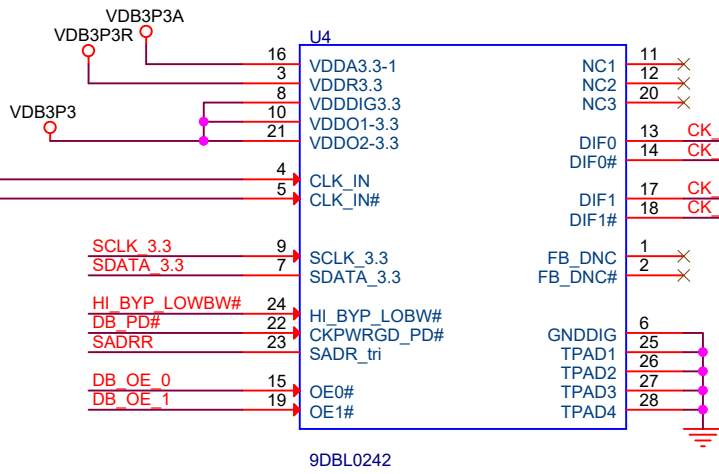 VDB3P3A
VDB3P3R
VDB3P3
U4
16 VDDA3.3-1 NC1 11
3 VDDR3.3 NC2 12
8 VDDDIG3.3 NC3 20
10 VDDO1-3.3
21 VDDO2-3.3 DIF0 13 CK_
DIF0# 14 CK_
4 CLK_IN
5 CLK_IN# DIF1 17 CK_
DIF1# 18 CK_
SCLK_3.3 9 SCLK_3.3 FB_DNC 1
SDATA_3.3 7 SDATA_3.3 FB_DNC# 2
HI_BYP_LOWBW# 24 HI_BYP_LOBW#
DB_PD# 22 CKPWRGD_PD# GNDDIG 6
SADRR 23 SADR_tri TPAD1 25
TPAD2 26
DB_OE_0 15 OE0# TPAD3 27
DB_OE_1 19 OE1# TPAD4 28
9DBL0242